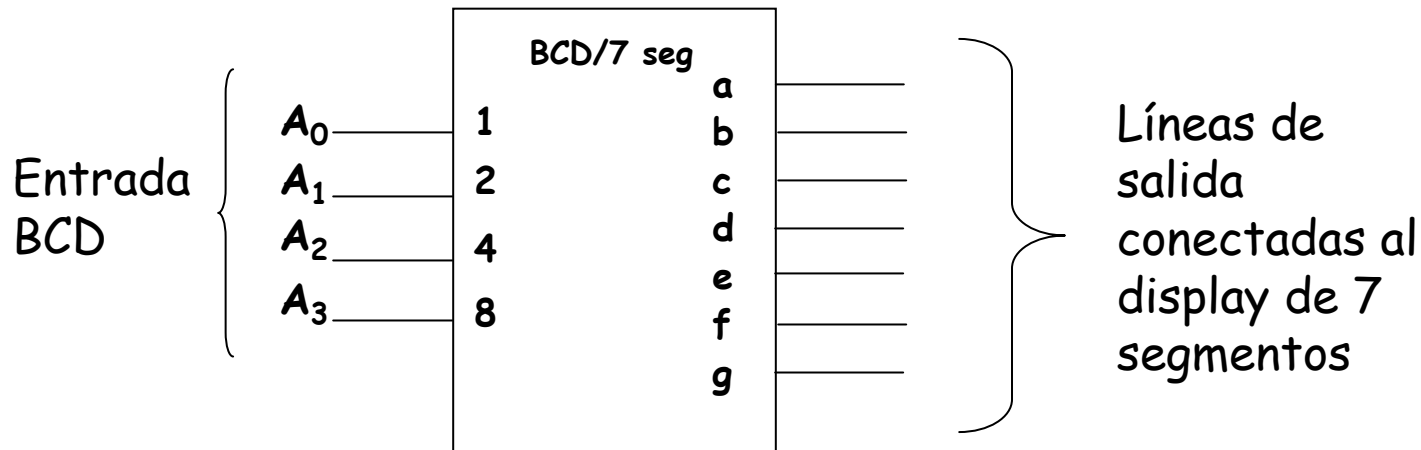 Entrada
BCD
A₀
A₁
A₂
A₃
BCD/7 seg
1
2
4
8
a
b
c
d
e
f
g
Líneas de
salida
conectadas al
display de 7
segmentos